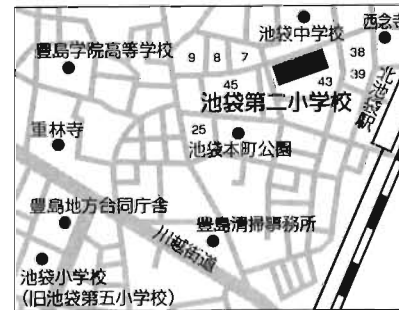 池袋中学校
西念寺
豊島学院高等学校
9 8 7
38
39
43
45
池袋第二小学校
北池袋駅
重林寺
25
池袋本町公園
豊島地方合同庁舎
豊島清掃事務所
川越街道
池袋小学校
(旧池袋第五小学校)